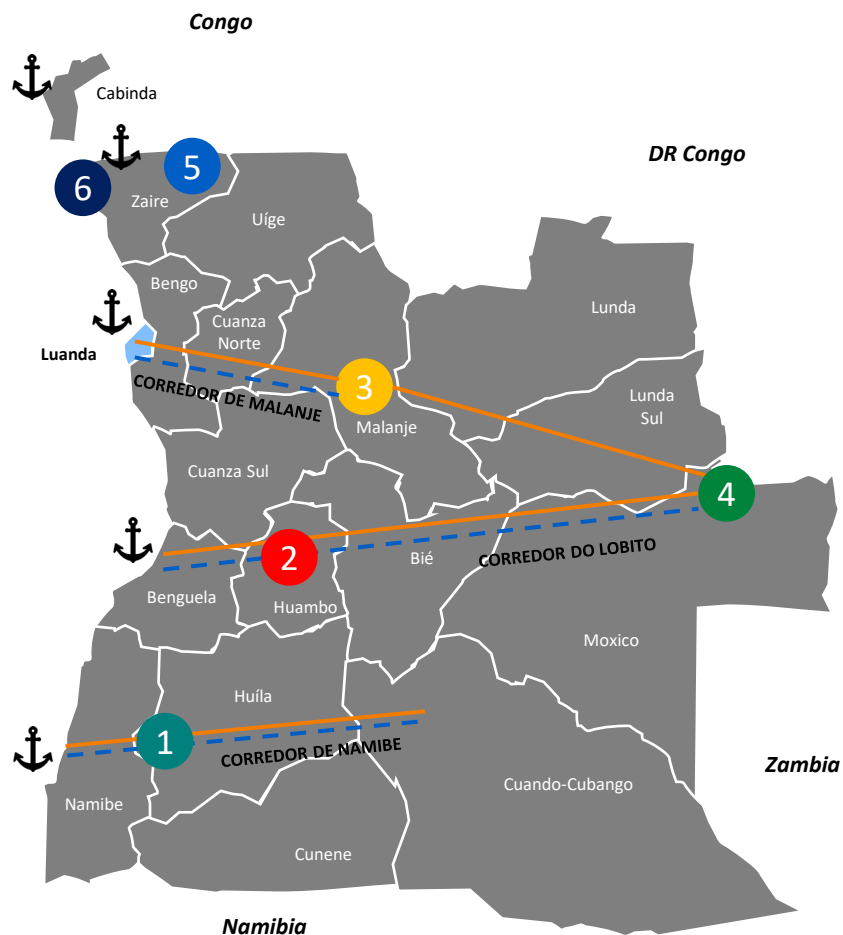 Congo
Cabinda
DR Congo
5
6
Zaire
Uíge
Bengo
Lunda
Cuanza
Norte
Luanda
CORREDOR DE MALANJE
3
Malanje
Lunda
Sul
Cuanza Sul
4
CORREDOR DO LOBITO
2
Bié
Benguela
Huambo
Moxico
Huíla
1
CORREDOR DE NAMIBE
Zambia
Cuando-Cubango
Namibe
Cunene
Namibia